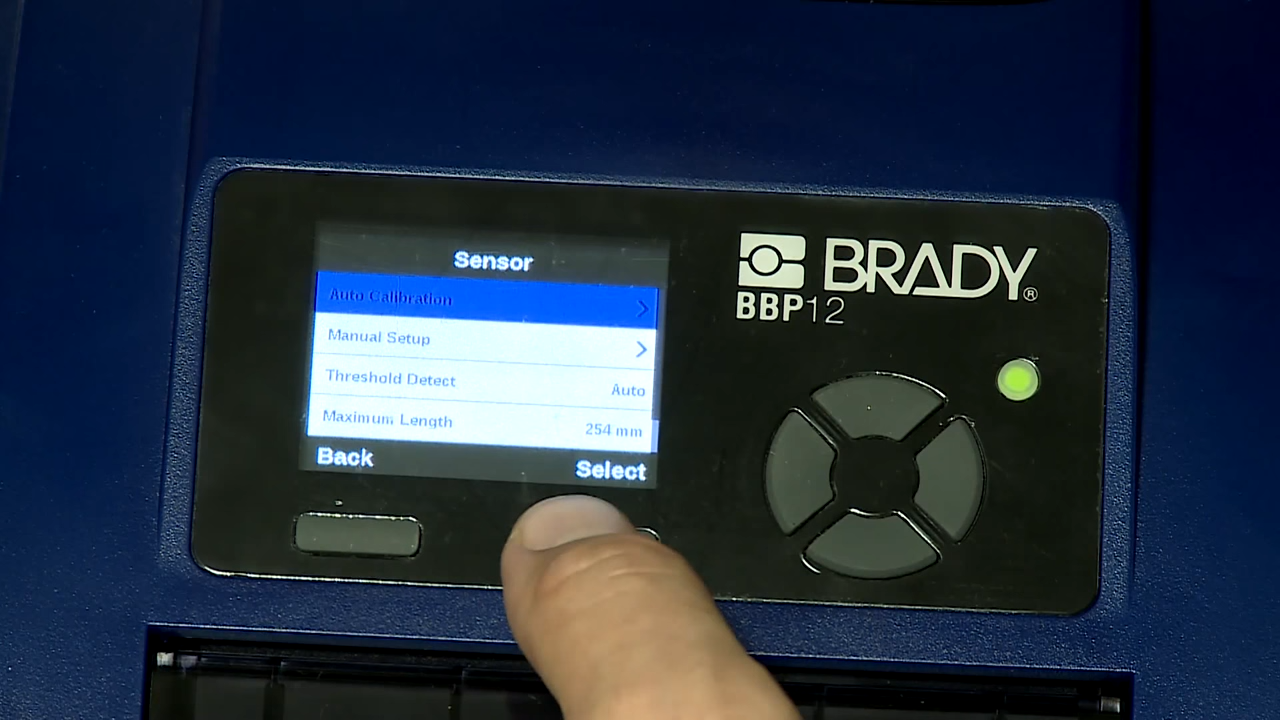 Sensor
Auto Calibration
Manual Setup
Threshold Detect Auto
Maximum Length 254 mm
Back Select
BRADY®
BBP12